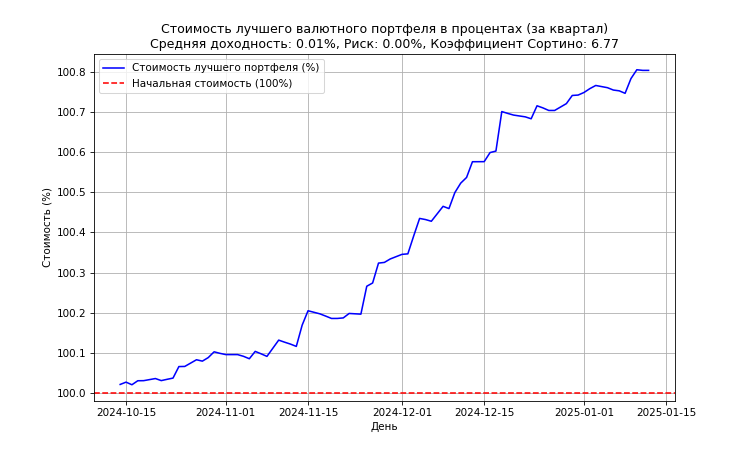 Стоимость лучшего валютного портфеля в процентах (за квартал)
Средняя доходность: 0.01%, Риск: 0.00%, Коэффициент Сортино: 6.77
Стоимость лучшего портфеля (%)
Начальная стоимость (100%)
Стоимость (%)
100.8
100.7
100.6
100.5
100.4
100.3
100.2
100.1
100.0
2024-10-15
2024-11-01
2024-11-15
2024-12-01
2024-12-15
2025-01-01
2025-01-15
День